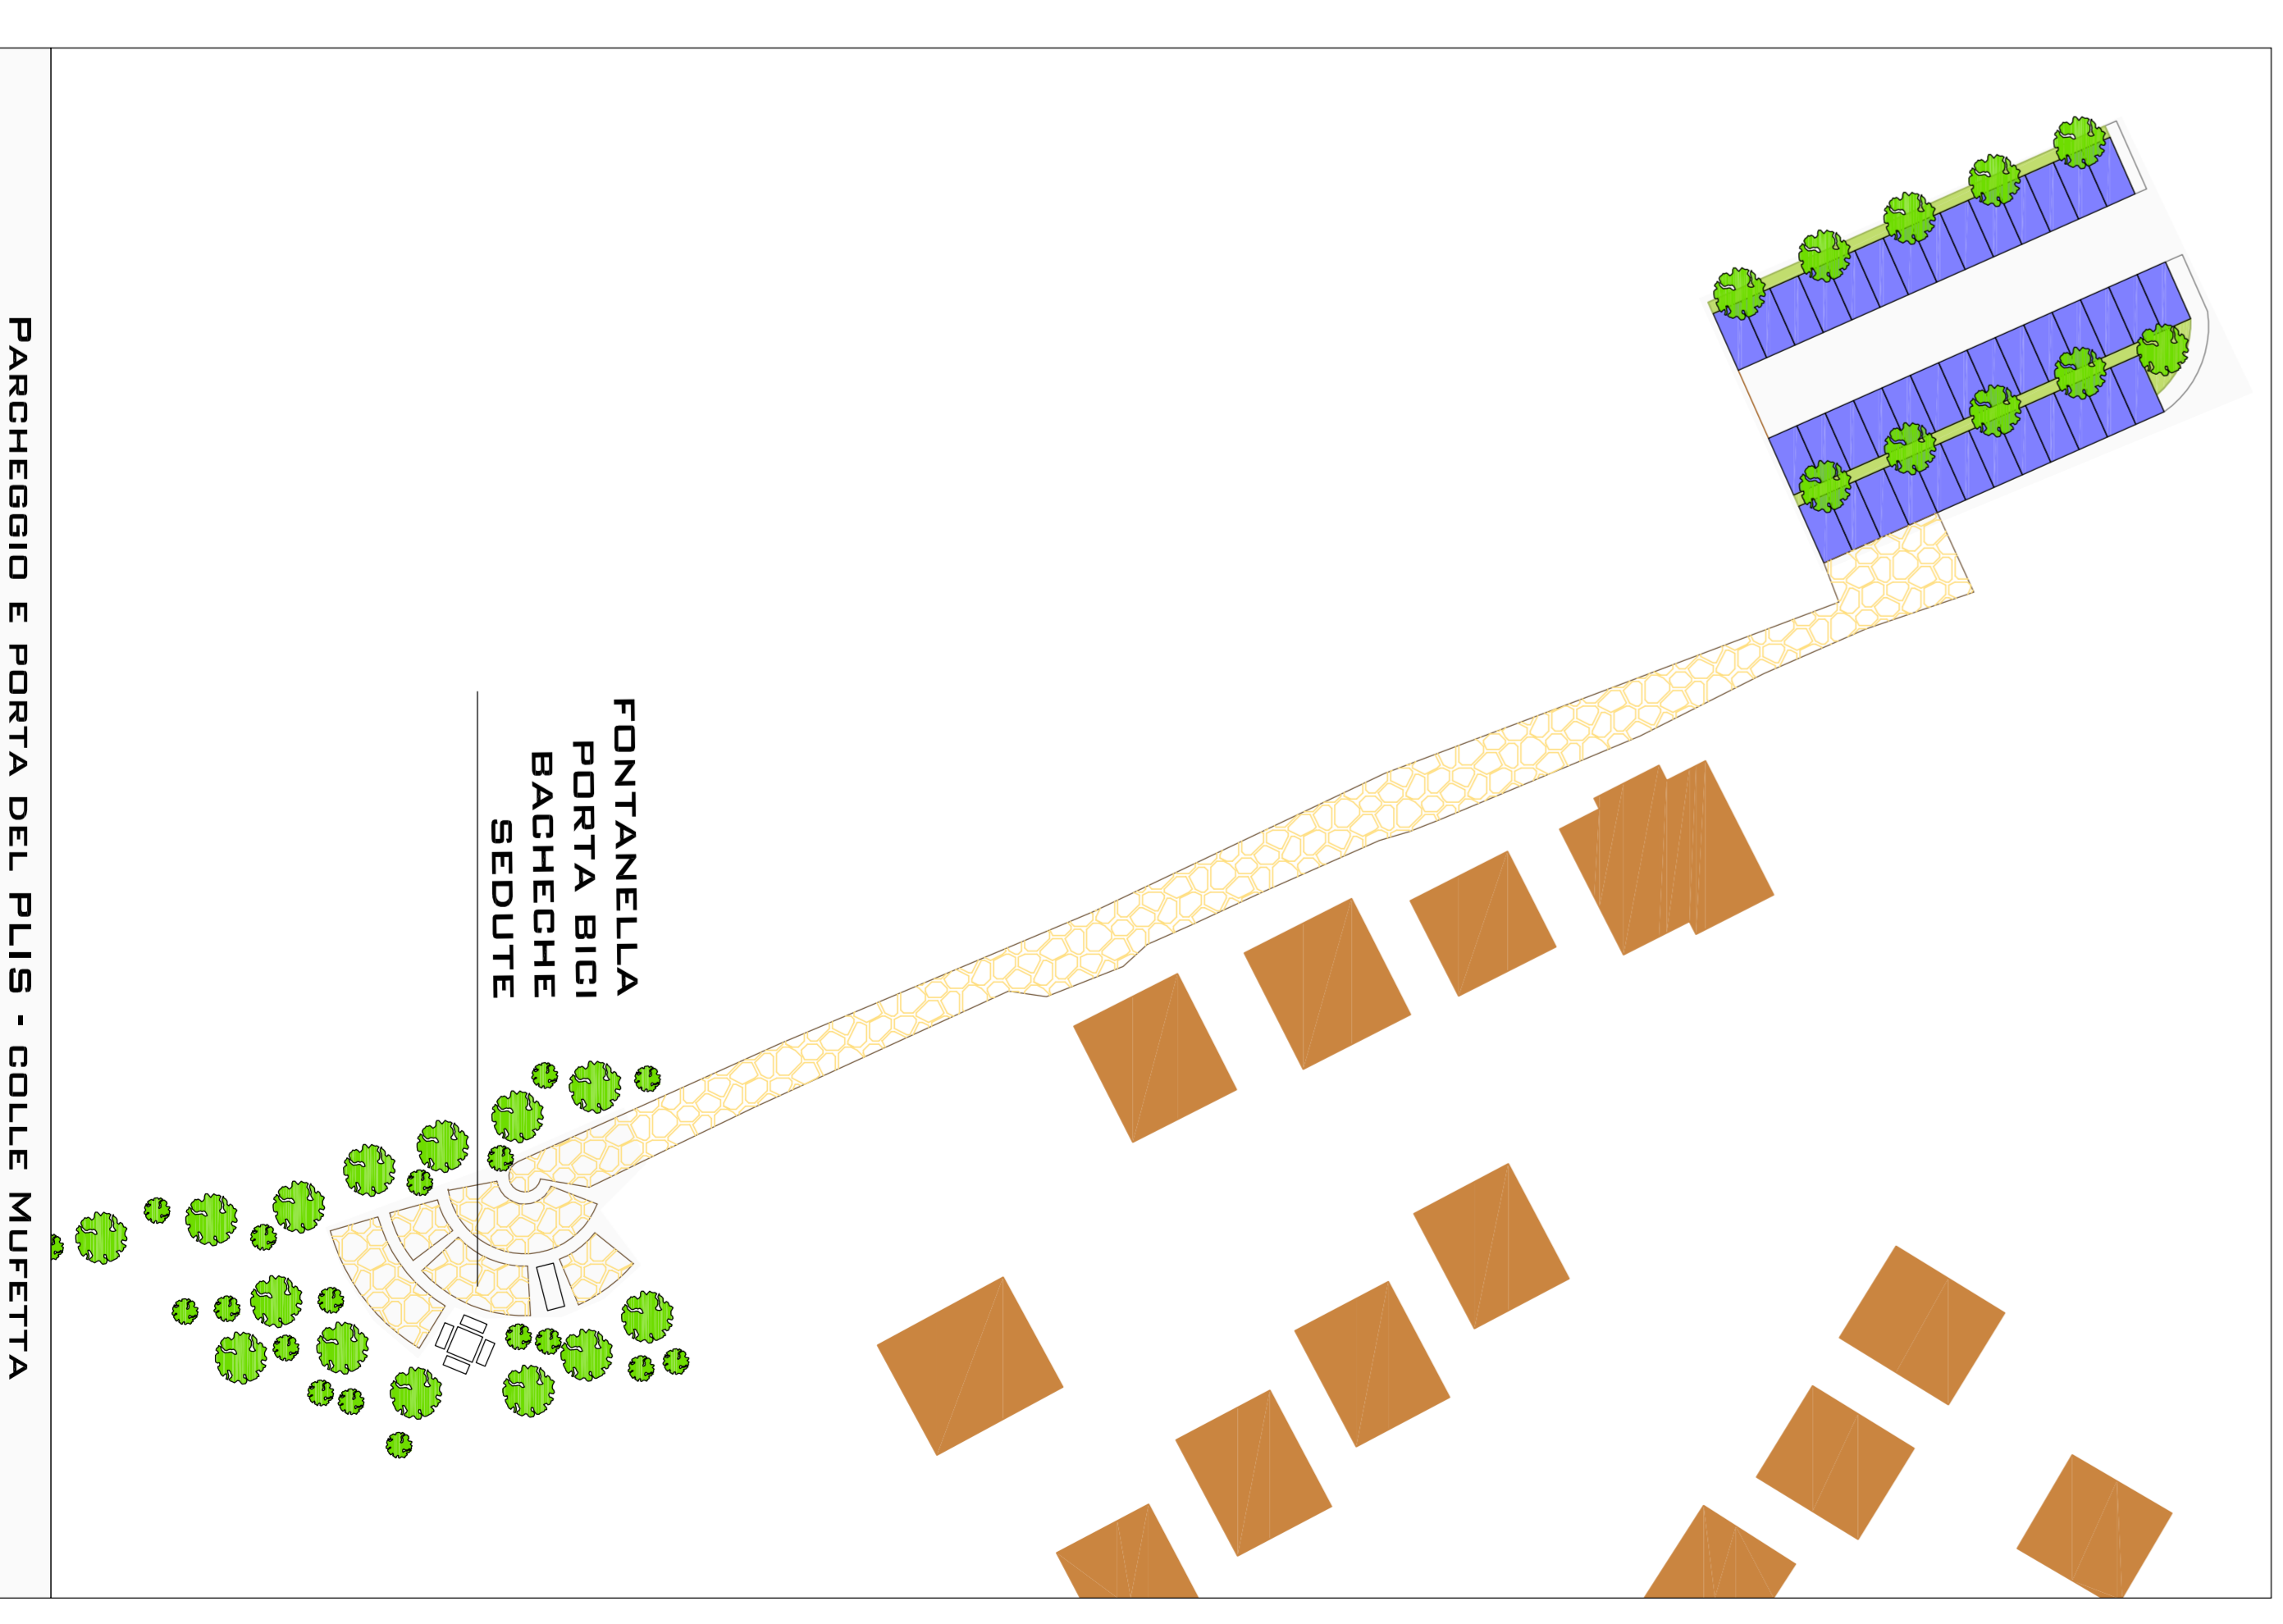 PARCHEGGIO E PORTA DEL PLIS - COLLE MUFETTA
FONTANELLA
PORTA BICI
BACHECHE
SEDUTE